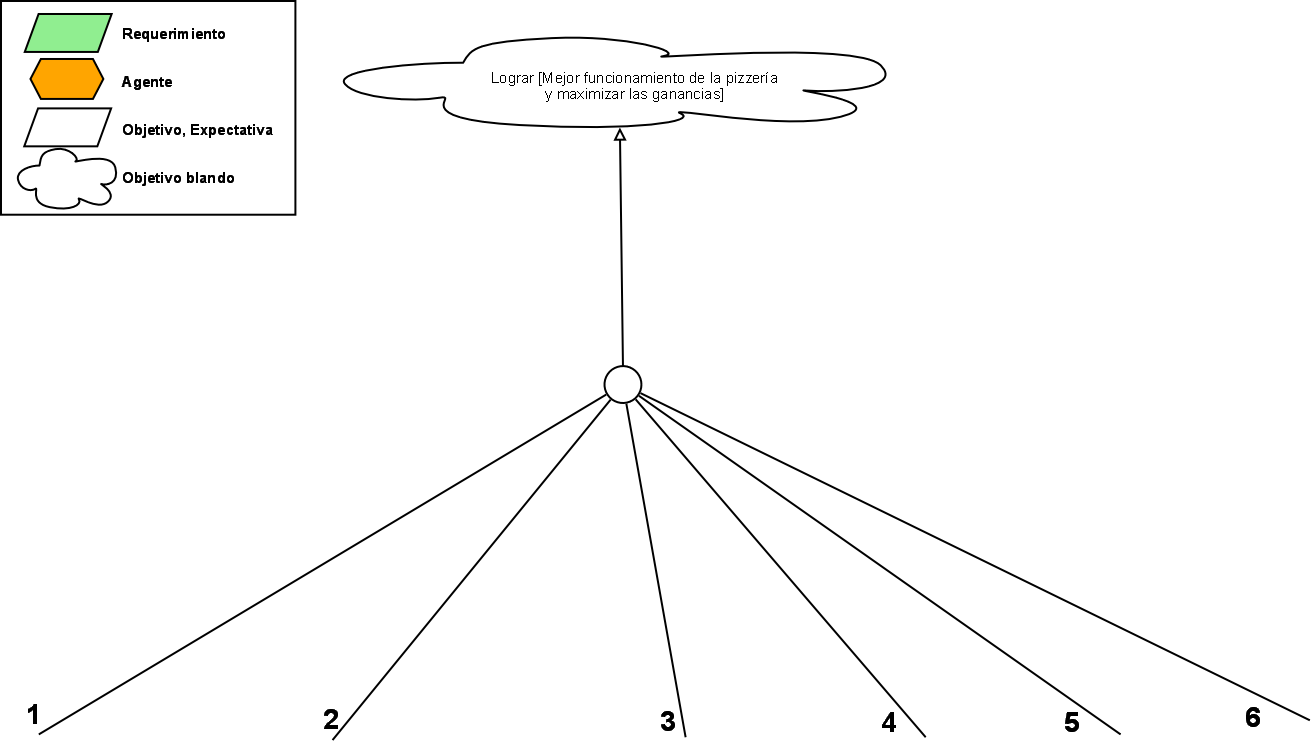 Requerimiento
Agente
Objetivo, Expectativa
Objetivo blando
Lograr [Mejor funcionamiento de la pizzería
y maximizar las ganancias]
1
2
3
4
5
6